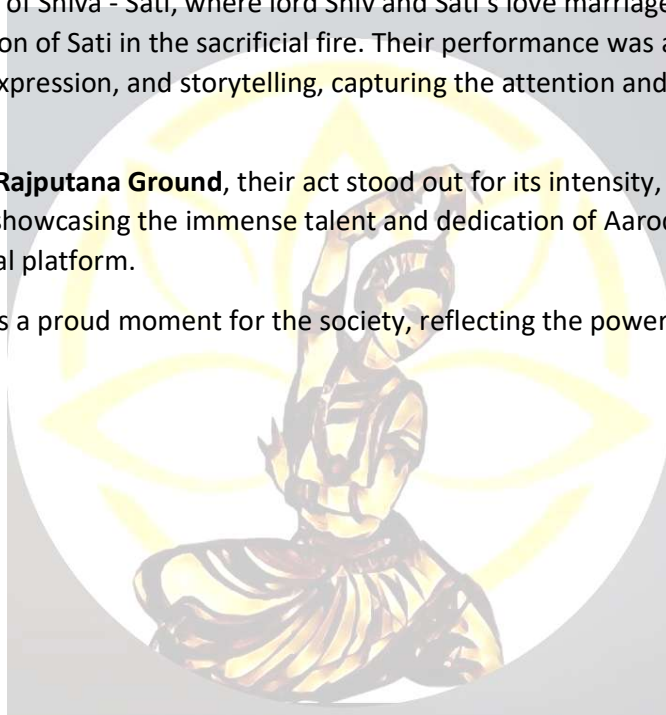 of Shiva - Sati, where lord Shiv and Sati's love marriage
on of Sati in the sacrificial fire. Their performance was a
xpression, and storytelling, capturing the attention and
Rajputana Ground, their act stood out for its intensity,
showcasing the immense talent and dedication of Aaro
al platform.
s a proud moment for the society, reflecting the power